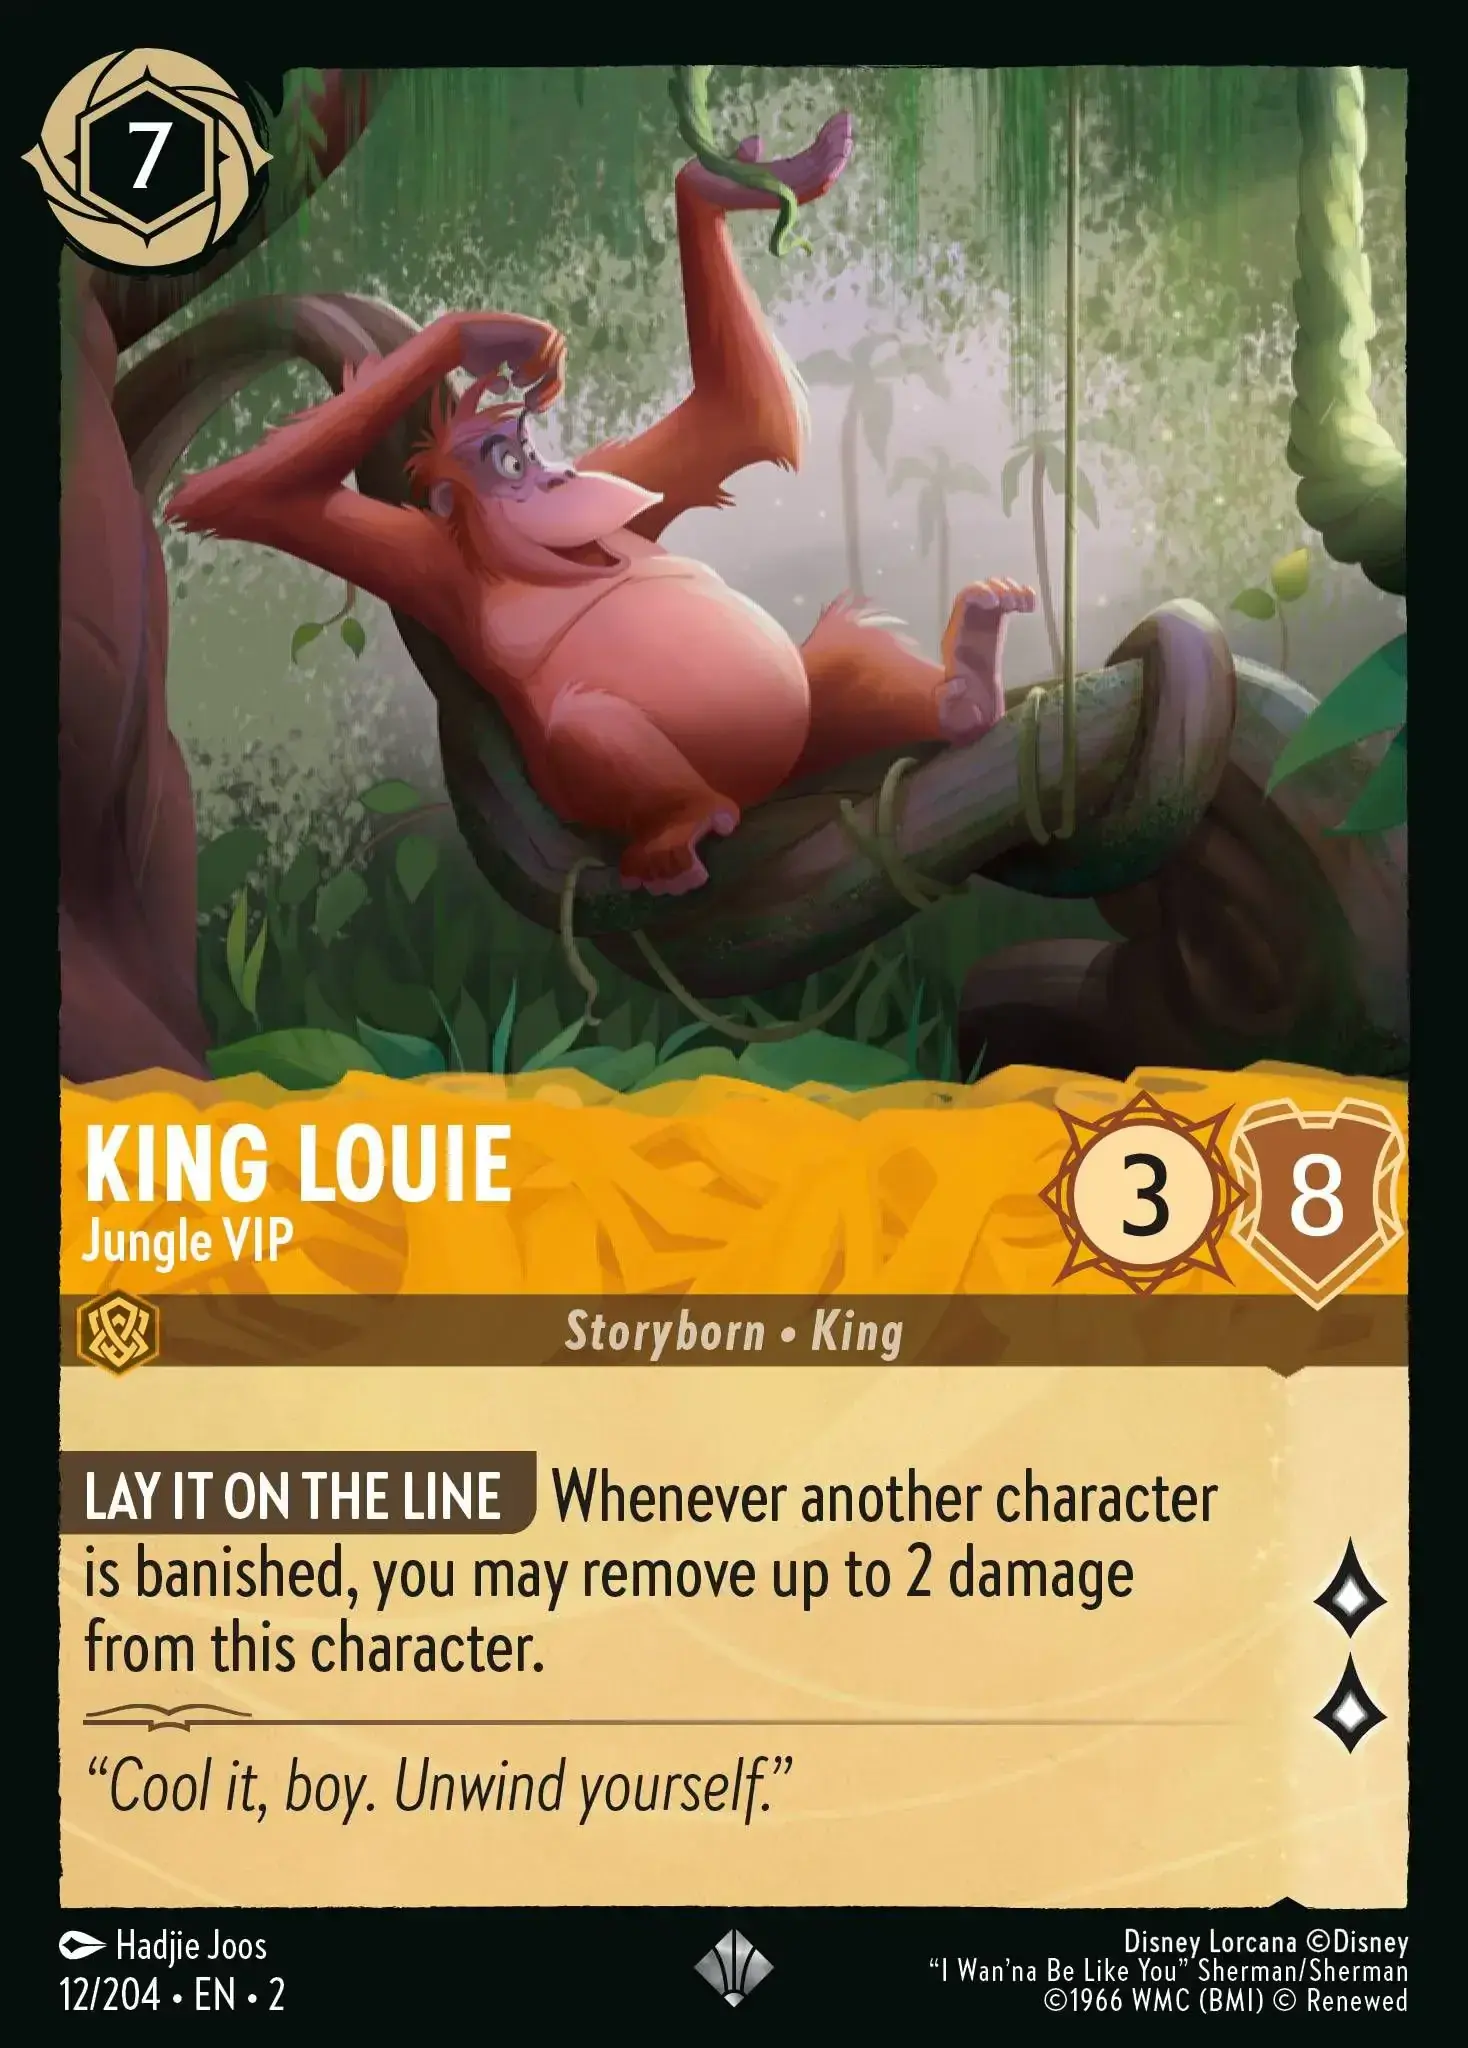 7
KING LOUIE
Jungle VIP
3
8
Storyborn • King
LAY IT ON THE LINE Whenever another character
is banished, you may remove up to 2 damage
from this character.
“Cool it, boy. Unwind yourself.”
Hadjie Joos
12/204 • EN • 2
Disney Lorcana ©Disney
“I Wan’na Be Like You” Sherman/Sherman
©1966 WMC (BMI) © Renewed